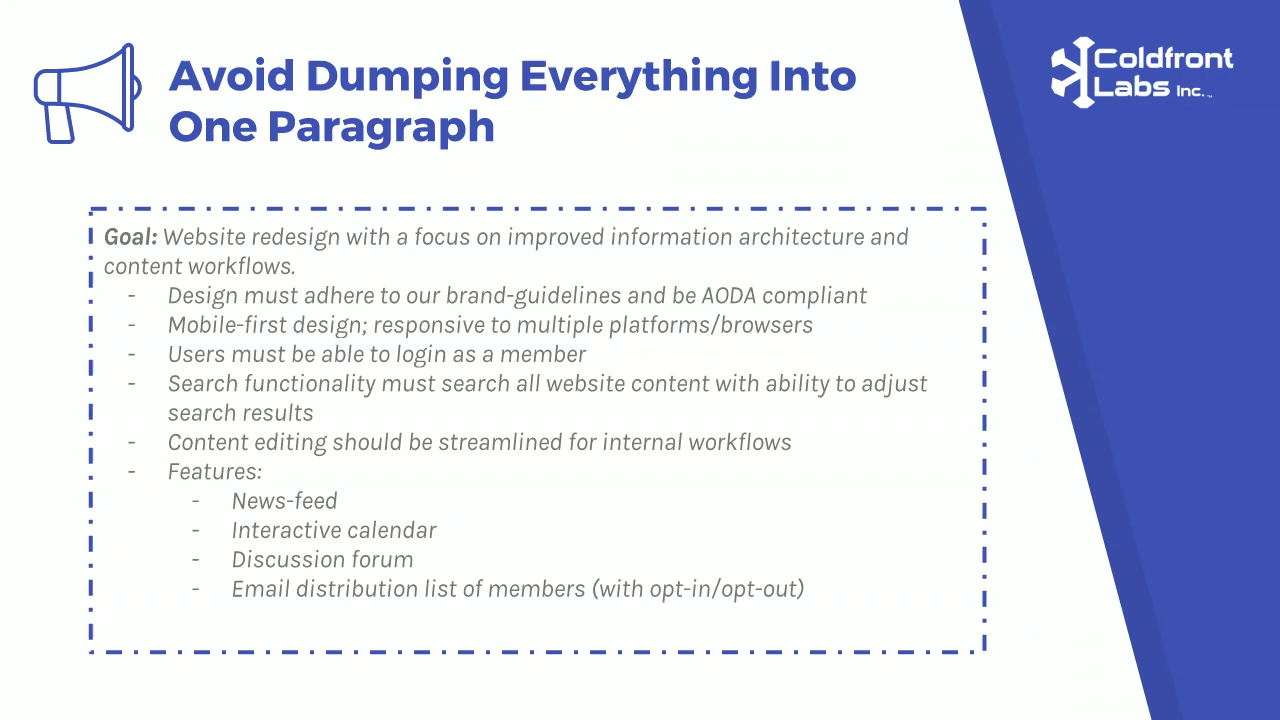 Avoid Dumping Everything Into
One Paragraph
Coldfront
Labs Inc.™
Goal: Website redesign with a focus on improved information architecture and
content workflows.
- Design must adhere to our brand-guidelines and be AODA compliant
- Mobile-first design; responsive to multiple platforms/browsers
- Users must be able to login as a member
- Search functionality must search all website content with ability to adjust
search results
- Content editing should be streamlined for internal workflows
- Features:
- News-feed
- Interactive calendar
- Discussion forum
- Email distribution list of members (with opt-in/opt-out)